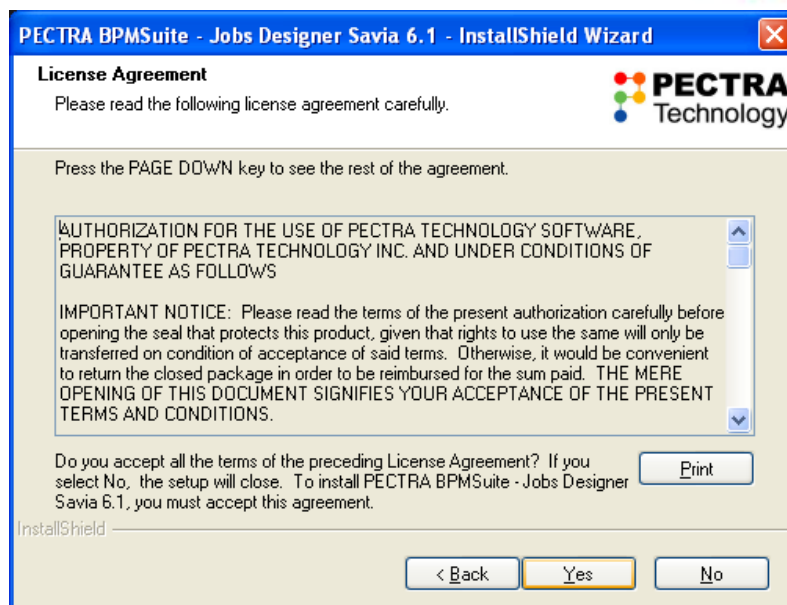 PECTRA BPMSuite - Jobs Designer Savia 6.1 - InstallShield Wizard
License Agreement
Please read the following license agreement carefully.
PECTRA
Technology
Press the PAGE DOWN key to see the rest of the agreement.
AUTHORIZATION FOR THE USE OF PECTRA TECHNOLOGY SOFTWARE,
PROPERTY OF PECTRA TECHNOLOGY INC. AND UNDER CONDITIONS OF
GUARANTEE AS FOLLOWS
IMPORTANT NOTICE:  Please read the terms of the present authorization carefully before
opening the seal that protects this product, given that rights to use the same will only be
transferred on condition of acceptance of said terms.  Otherwise, it would be convenient
to return the closed package in order to be reimbursed for the sum paid.  THE MERE
OPENING OF THIS DOCUMENT SIGNIFIES YOUR ACCEPTANCE OF THE PRESENT
TERMS AND CONDITIONS.
Do you accept all the terms of the preceding License Agreement?  If you
select No,  the setup will close.  To install PECTRA BPMSuite - Jobs Designer
Savia 6.1, you must accept this agreement.
Print
InstallShield
< Back
Yes
No